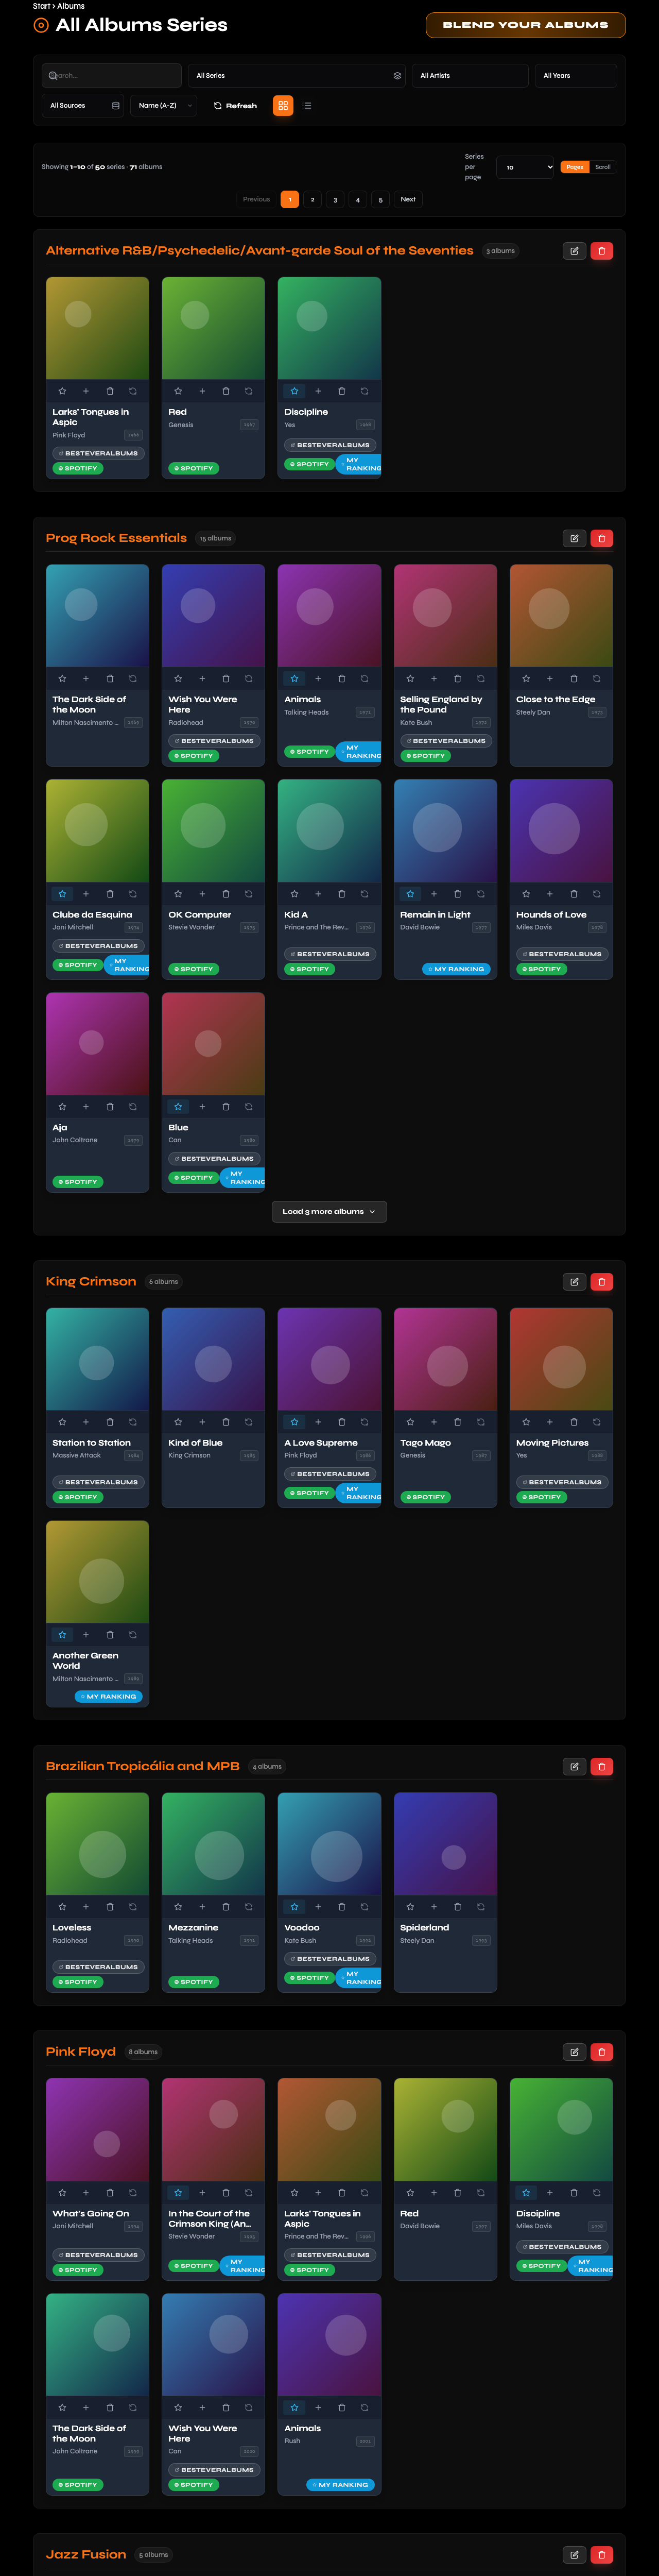 Start › Albums
All Albums Series
BLEND YOUR ALBUMS
Search...
All Series
All Artists
All Years
All Sources
Name (A-Z)
Refresh
Showing 1–10 of 50 series · 71 albums
Series per page
10
Pages
Scroll
Previous 1 2 3 4 5 Next
Alternative R&B/Psychedelic/Avant-garde Soul of the Seventies
3 albums
Larks' Tongues in Aspic
Pink Floyd
BESTEVERALBUMS
SPOTIFY
Red
Genesis
SPOTIFY
Discipline
Yes
BESTEVERALBUMS
SPOTIFY
MY RANKING
Prog Rock Essentials
15 albums
The Dark Side of the Moon
Milton Nascimento ...
Wish You Were Here
Radiohead
BESTEVERALBUMS
SPOTIFY
Animals
Talking Heads
SPOTIFY
MY RANKING
Selling England by the Pound
Kate Bush
BESTEVERALBUMS
SPOTIFY
Close to the Edge
Steely Dan
Clube da Esquina
Joni Mitchell
BESTEVERALBUMS
SPOTIFY
MY RANKING
OK Computer
Stevie Wonder
SPOTIFY
Kid A
Prince and The Rev...
BESTEVERALBUMS
SPOTIFY
Remain in Light
David Bowie
MY RANKING
Hounds of Love
Miles Davis
BESTEVERALBUMS
SPOTIFY
Aja
John Coltrane
SPOTIFY
Blue
Can
BESTEVERALBUMS
SPOTIFY
MY RANKING
Load 3 more albums
King Crimson
6 albums
Station to Station
Massive Attack
BESTEVERALBUMS
SPOTIFY
Kind of Blue
King Crimson
A Love Supreme
Pink Floyd
BESTEVERALBUMS
SPOTIFY
MY RANKING
Tago Mago
Genesis
SPOTIFY
Moving Pictures
Yes
BESTEVERALBUMS
SPOTIFY
Another Green World
Milton Nascimento ...
MY RANKING
Brazilian Tropicália and MPB
4 albums
Loveless
Radiohead
BESTEVERALBUMS
SPOTIFY
Mezzanine
Talking Heads
SPOTIFY
Voodoo
Kate Bush
BESTEVERALBUMS
SPOTIFY
MY RANKING
Spiderland
Steely Dan
Pink Floyd
8 albums
What's Going On
Joni Mitchell
BESTEVERALBUMS
SPOTIFY
In the Court of the Crimson King (An...
Stevie Wonder
SPOTIFY
MY RANKING
Larks' Tongues in Aspic
Prince and The Rev...
BESTEVERALBUMS
SPOTIFY
Red
David Bowie
Discipline
Miles Davis
BESTEVERALBUMS
SPOTIFY
MY RANKING
The Dark Side of the Moon
John Coltrane
SPOTIFY
Wish You Were Here
Can
BESTEVERALBUMS
SPOTIFY
Animals
Rush
MY RANKING
Jazz Fusion
5 albums